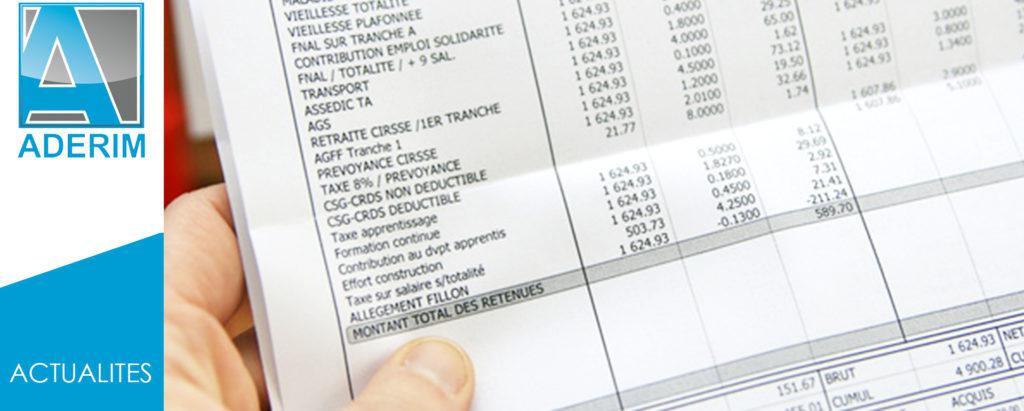 A
ADERIM
ACTUALITES
VIEILLESSE TOTALITE
VIEILLESSE PLAFONNEE
FNAL SUR TRANCHE A
CONTRIBUTION EMPLOI SOLIDARITE
FNAL / TOTALITE / + 9 SAL.
TRANSPORT
ASSEDIC TA
AGS
RETRAITE CIRSSE /1ER TRANCHE
AGFF Tranche 1
PREVOYANCE CIRSSE
TAXE 8% / PREVOYANCE
CSG-CRDS NON DEDUCTIBLE
CSG-CRDS DEDUCTIBLE
Taxe apprentissage
Formation continue
Contribution au dvpt apprentis
Effort construction
Taxe sur salaire s/totalité
ALLEGEMENT FILLON
MONTANT TOTAL DES RETENUES
1 624.93
1 624.93
1 624.93
1 624.93
1 624.93
1 624.93
1 624.93
21.77
1 624.93
1 624.93
1 624.93
1 624.93
503.73
1 624.93
0.4000
1.8000
4.0000
0.1000
4.5000
1.2000
2.0100
8.0000
0.5000
1.8270
0.1800
0.4500
4.2500
-0.1300
29.25
65.00
1.62
73.12
19.50
32.66
1.74
8.12
29.69
2.92
7.31
21.41
-211.24
589.70
1 624.93
1 624.93
1 624.93
1 607.86
1 607.86
3.0000
0.8000
1.3400
2.9000
5.1000
151.67 BRUT 1 624.93 NET
CUMUL 4 900.28
ACQUIS